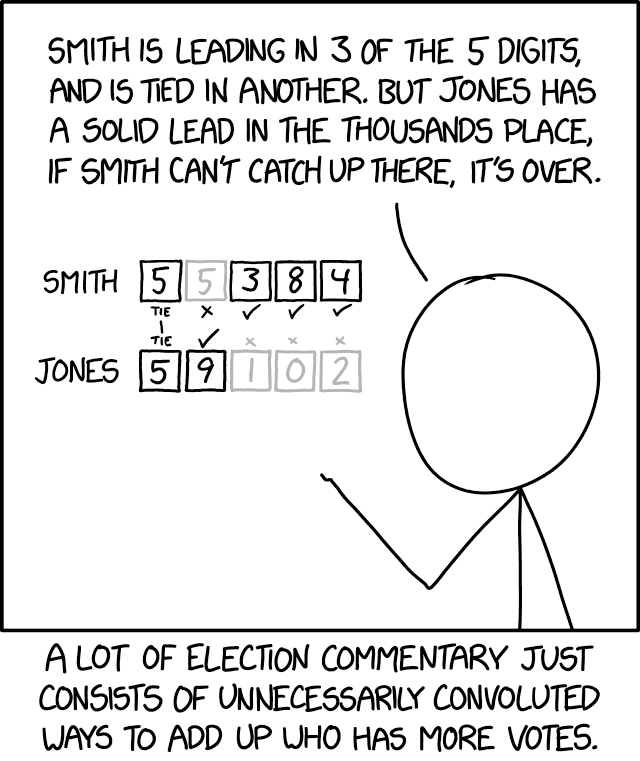 SMITH IS LEADING IN 3 OF THE 5 DIGITS,
AND IS TIED IN ANOTHER. BUT JONES HAS
A SOLID LEAD IN THE THOUSANDS PLACE,
IF SMITH CAN'T CATCH UP THERE, IT'S OVER.
SMITH 5 5 3 8 4
TIE × ✓ ✓ ✓
TIE ✓ × × ×
JONES 5 9 1 0 2
A LOT OF ELECTION COMMENTARY JUST
CONSISTS OF UNNECESSARILY CONVOLUTED
WAYS TO ADD UP WHO HAS MORE VOTES.